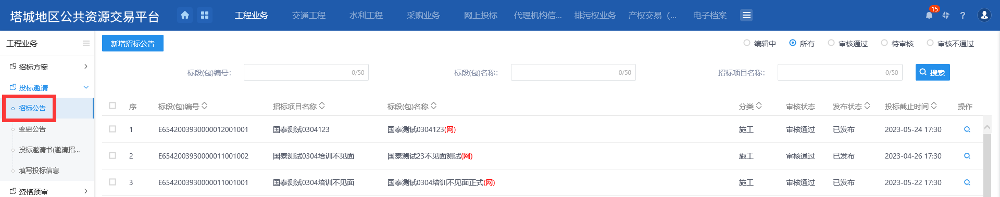 塔城地区公共资源交易平台 工程业务 交通工程 水利工程 采购业务 网上投标 代理机构信... 排污权业务 产权交易（... 电子档案 15 ?
工程业务
新增招标公告 编辑中 所有 审核通过 待审核 审核不通过
招标方案
标段(包)编号： 0/50 标段(包)名称： 0/50 招标项目名称： 0/50 搜索
投标邀请
招标公告
序 标段(包)编号 招标项目名称 标段(包)名称 分类 审核状态 发布状态 投标截止时间 操作
变更公告
1 E6542003930000012001001 国泰测试0304123 国泰测试0304123(网) 施工 审核通过 已发布 2023-05-24 17:30
投标邀请书(邀请招...
2 E6542003930000011001002 国泰测试0304培训不见面 国泰测试23不见面测试(网) 施工 审核通过 已发布 2023-04-26 17:30
填写投标信息
3 E6542003930000011001001 国泰测试0304培训不见面 国泰测试0304培训不见面正式(网) 施工 审核通过 已发布 2023-05-22 17:30
资格预审